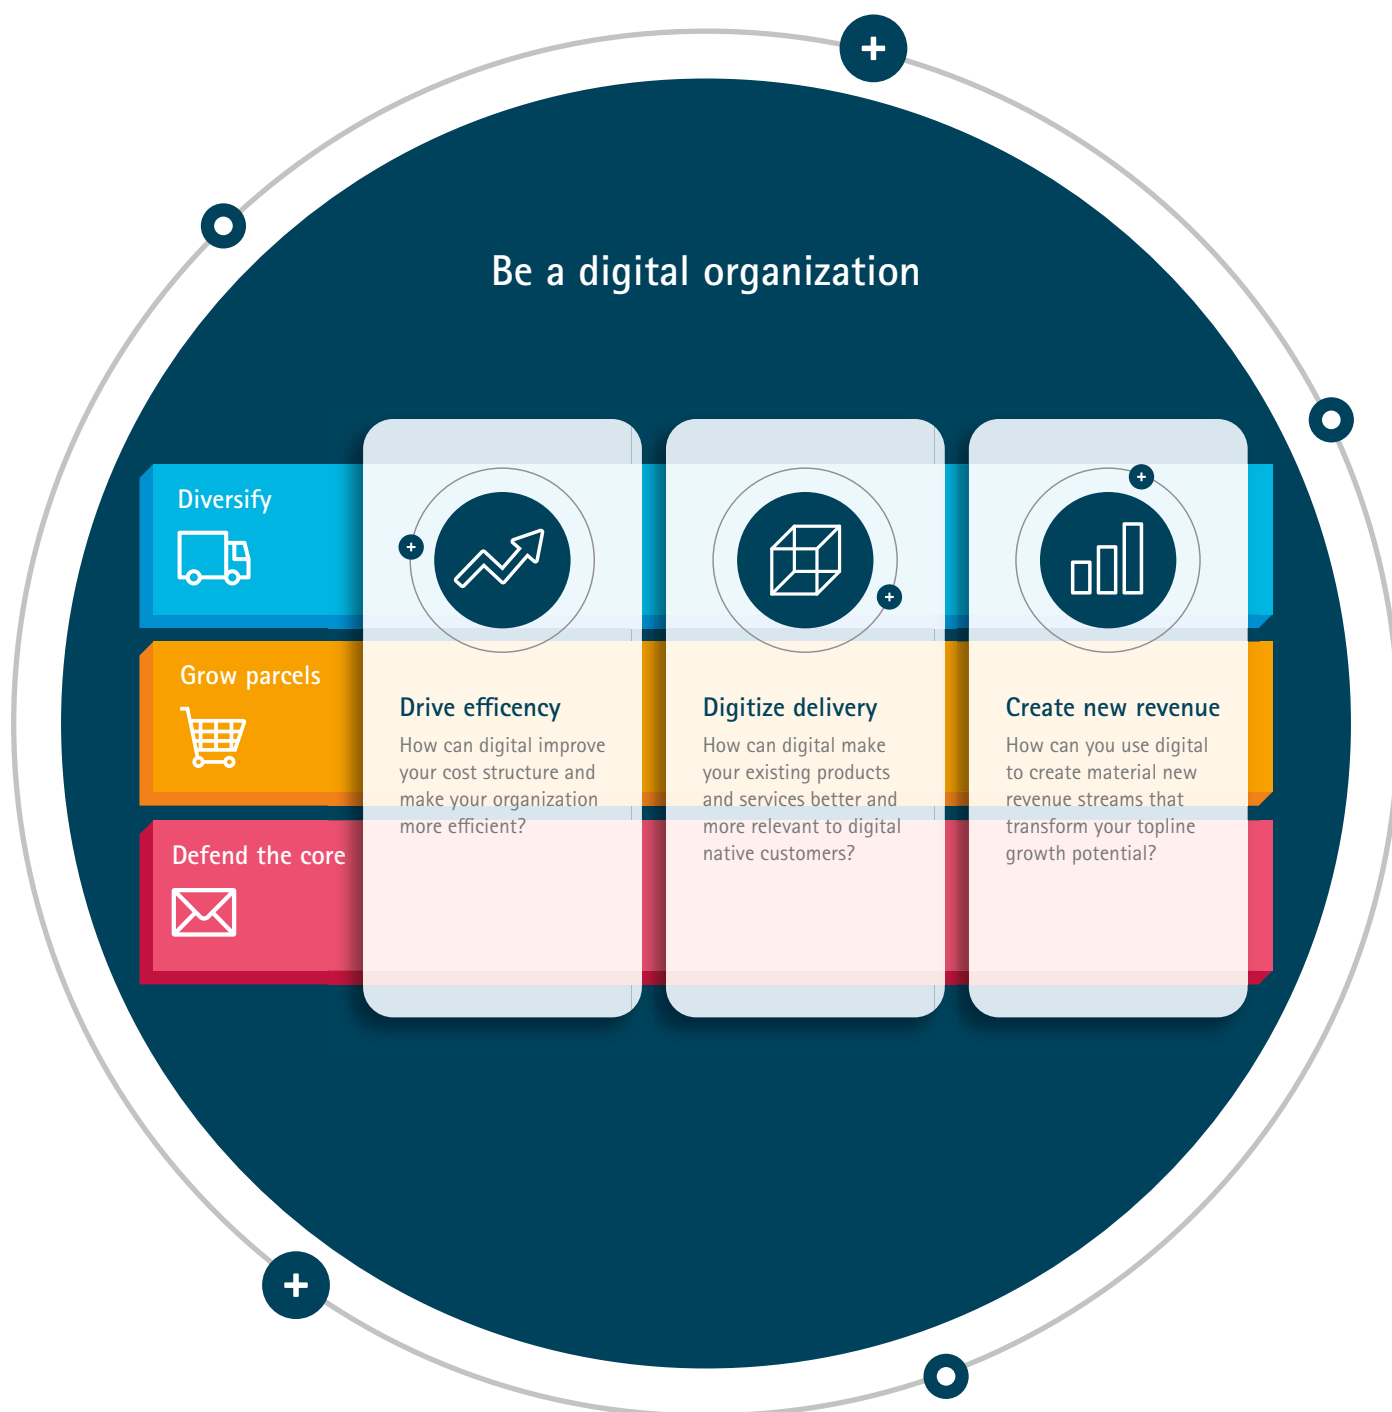 Be a digital organization
Diversify
Grow parcels
Defend the core
Drive efficency
How can digital improve
your cost structure and
make your organization
more efficient?
Digitize delivery
How can digital make
your existing products
and services better and
more relevant to digital
native customers?
Create new revenue
How can you use digital
to create material new
revenue streams that
transform your topline
growth potential?